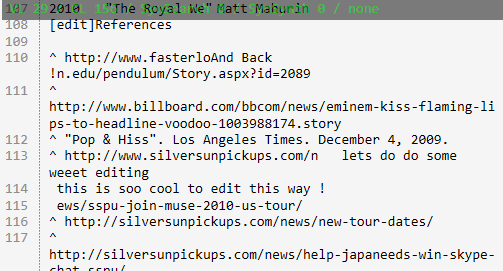 107 2010 "The Royal We" Matt Mahurin 0 / none
108 [edit]References
109
110 ^ http://www.fasterloAnd Back
!n.edu/pendulum/Story.aspx?id=2089
111 ^
http://www.billboard.com/bbcom/news/eminem-kiss-flaming-li
ps-to-headline-voodoo-1003988174.story
112 ^ "Pop & Hiss". Los Angeles Times. December 4, 2009.
113 ^ http://www.silversunpickups.com/n lets do do some
weeet editing
114 this is soo cool to edit this way !
115 ews/sspu-join-muse-2010-us-tour/
116 ^ http://silversunpickups.com/news/new-tour-dates/
117 ^
http://silversunpickups.com/news/help-japaneeds-win-skype-
chat-sspu/